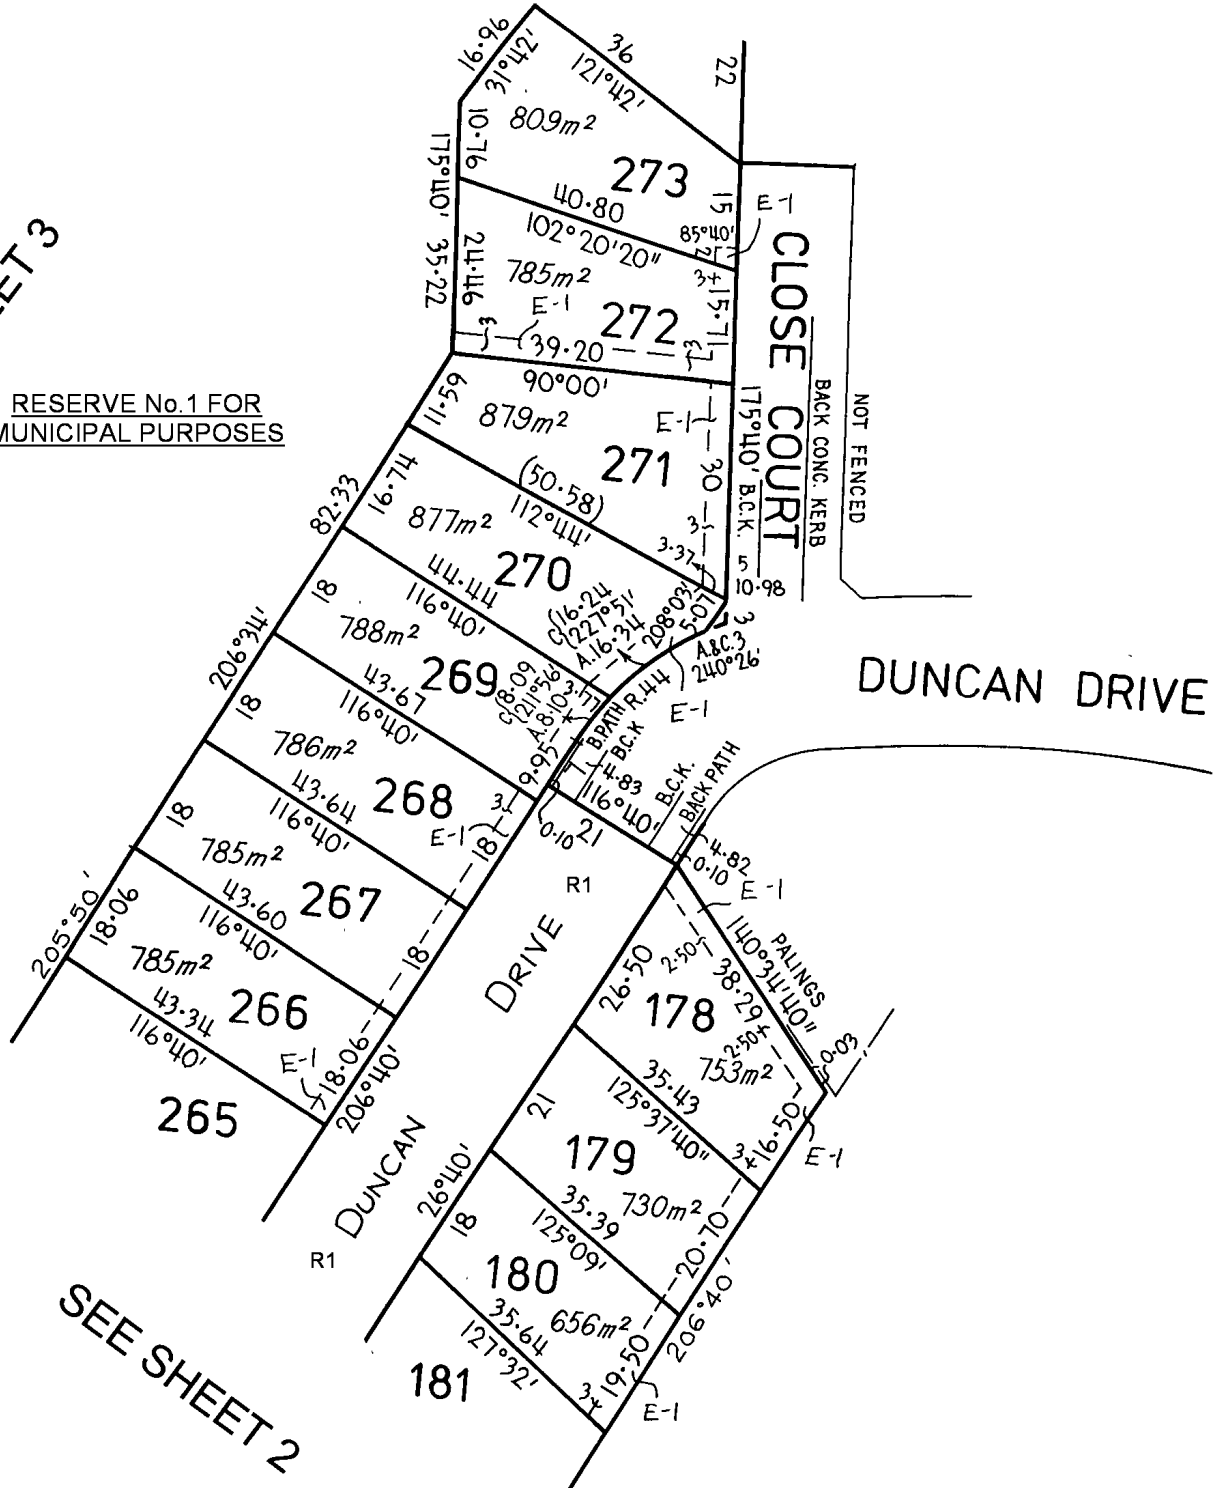 16·96
31°42'
36
121°42'
22
809m²
10·76
175°40'
273
40·80
15
E-1
85°40'
2
102°20'20"
24·46
35·22
785m²
3
15·71
E-1
272
3
39·20
3
CLOSE COURT
90°00'
175°40' B.C.K.
BACK CONC. KERB
NOT FENCED
RESERVE No.1 FOR
MUNICIPAL PURPOSES
11·59
879m²
E-1
271
30
(50·58)
112°44'
3
3·37
5
10·98
82·33
16·74
877m²
270
44·44
116°40'
C(16·24
(227°51'
A.16·34
208°03'
5·07
3
A.&C.3
240°26'
206°34'
18
788m²
269
43·67
116°40'
C(8·09
(211°56'
A.8·10
3·77
R.44
E-1
B.PATH
B.C.K
DUNCAN DRIVE
18
786m²
268
43·64
116°40'
9·95
4·83
116°40'
B.C.K.
BACK PATH
3
E-1
0·10
21
4·82
0·10
E-1
18
18
785m²
267
43·60
116°40'
R1
205°50'
18·06
785m²
266
43·34
116°40'
18
E-1
18·06
206°40'
265
DUNCAN DRIVE
R1
26·50
2·50
140°34'40"
PALINGS
38·29
178
2·50
753m²
0·03
35·43
125°37'40"
16·50
E-1
3
21
179
730m²
35·39
125°09'
20·70
26°40'
18
180
656m²
35·64
127°32'
206°40'
19·50
3
E-1
181
SEE SHEET 2